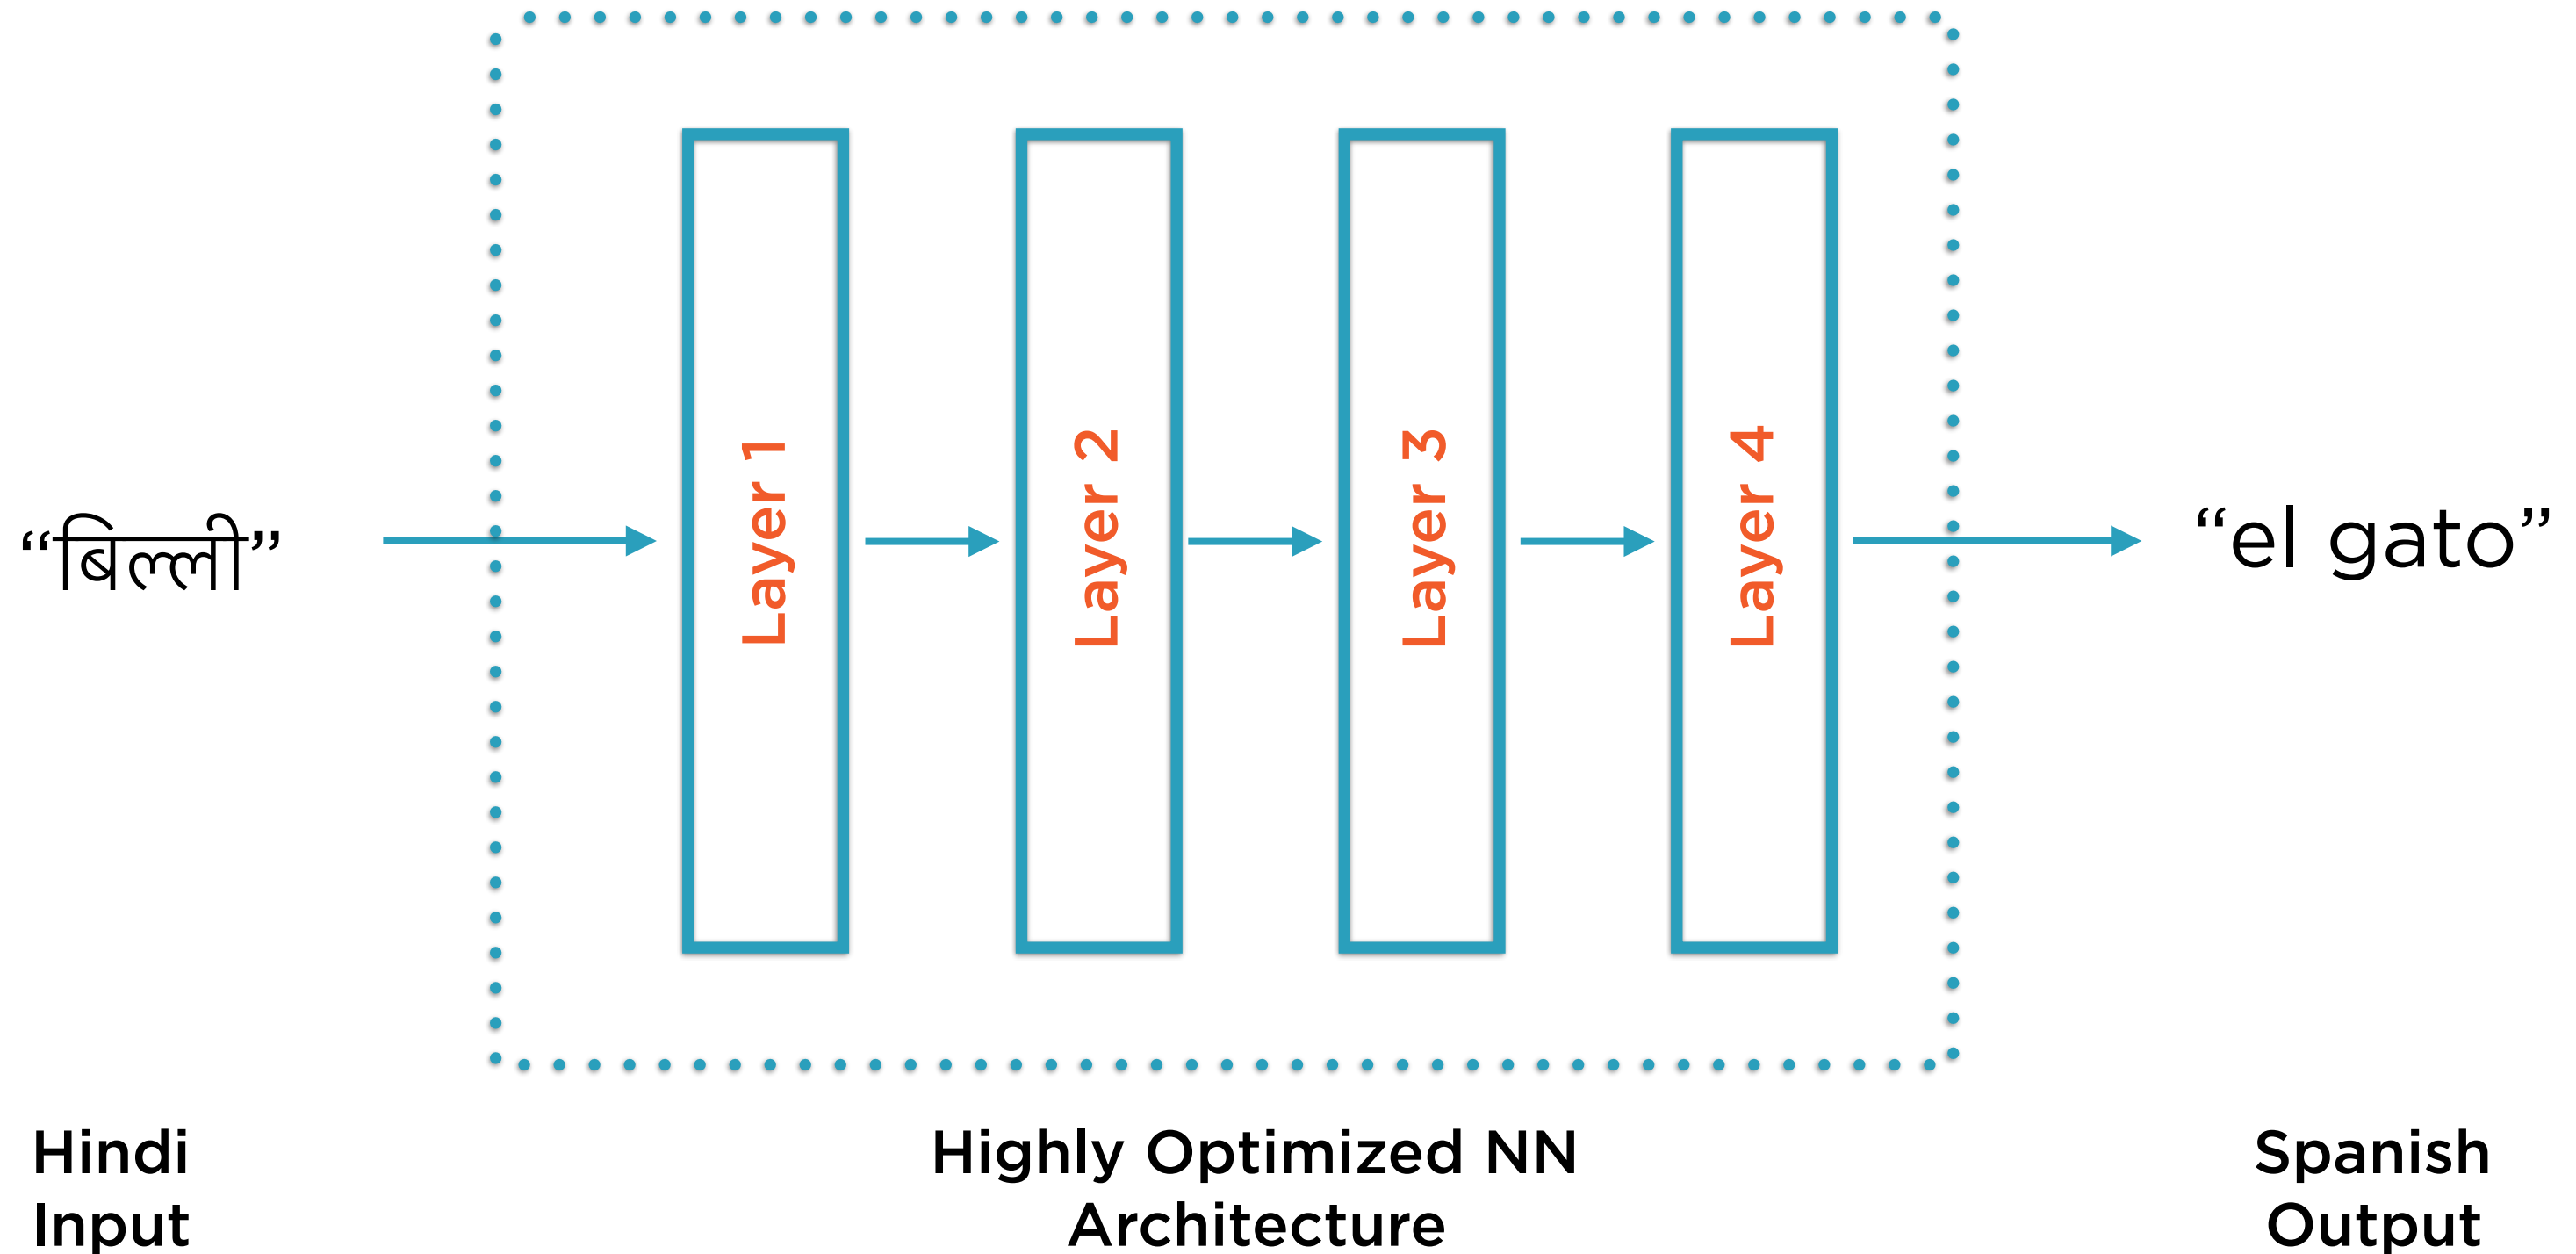 “बिल्ली”
Layer 1
Layer 2
Layer 3
Layer 4
“el gato”
Hindi
Input
Highly Optimized NN
Architecture
Spanish
Output